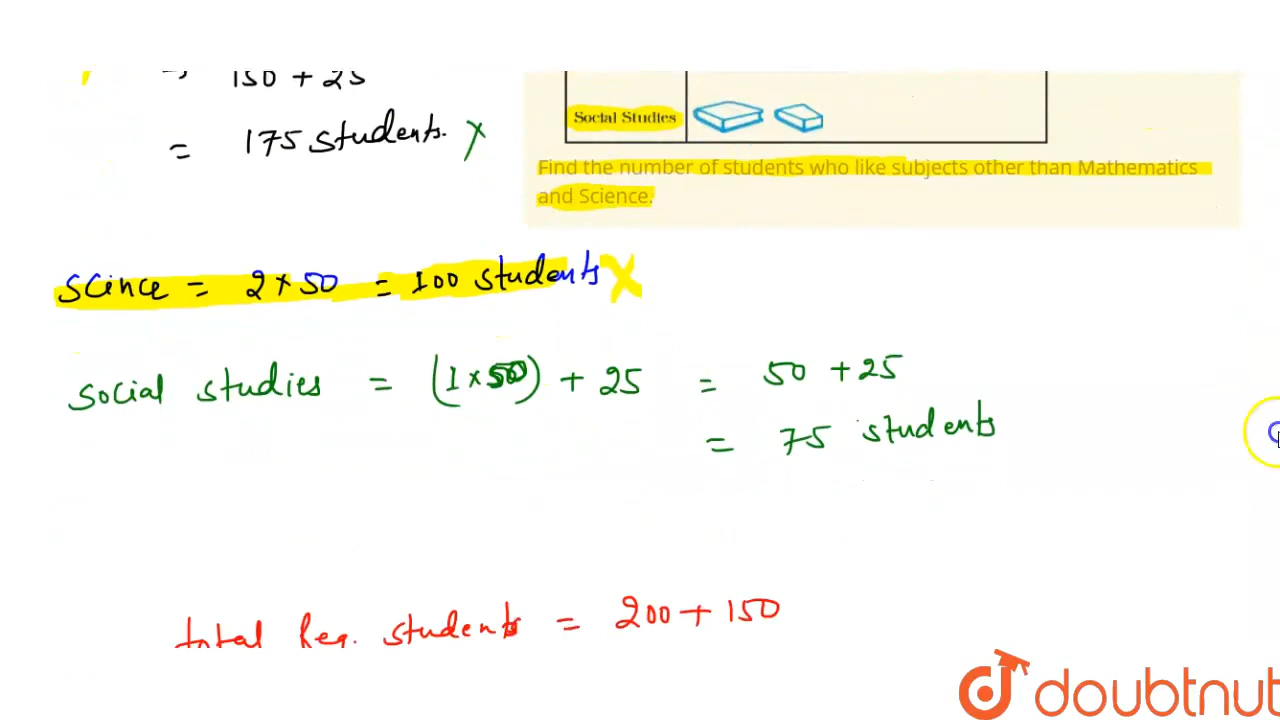 = 150 + 25
= 175 students. X
Social Studies
Find the number of students who like subjects other than Mathematics
and Science.
Scince = 2 × 50 = 100 students X
Social studies = (1 × 50) + 25 = 50 + 25
= 75 students
total Req. students = 200 + 150
doubtnut